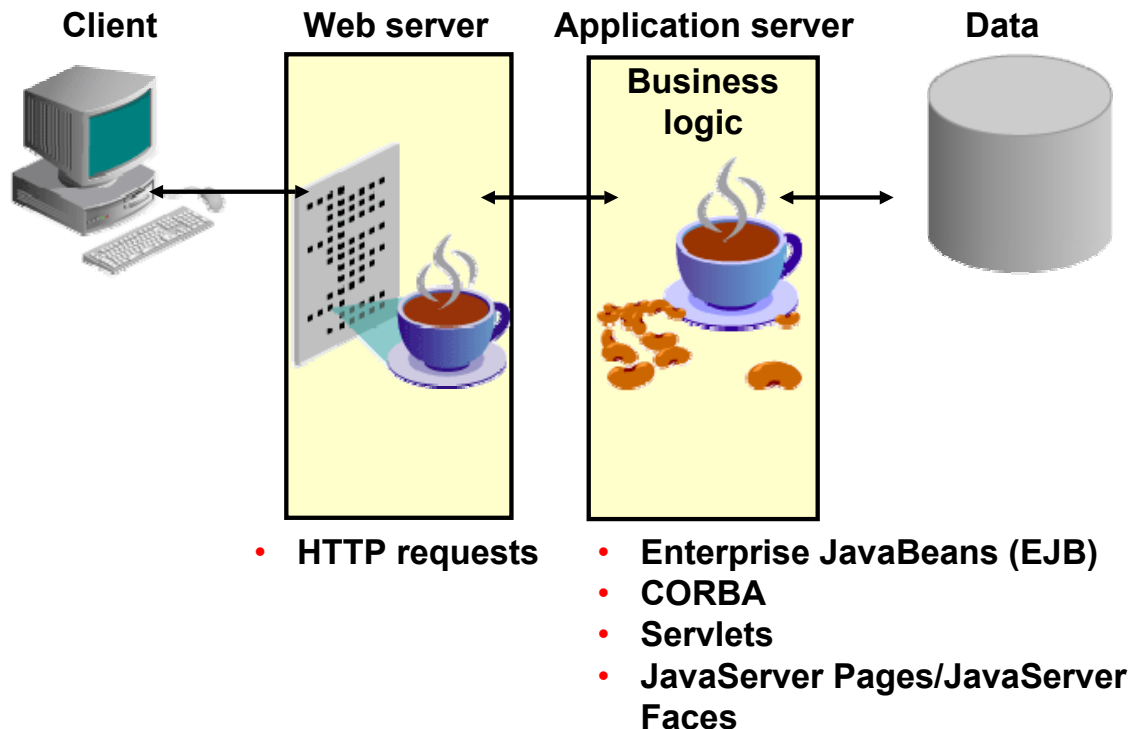 Client
Web server
Application server
Data
Business
logic
• HTTP requests
• Enterprise JavaBeans (EJB)
• CORBA
• Servlets
• JavaServer Pages/JavaServer
Faces